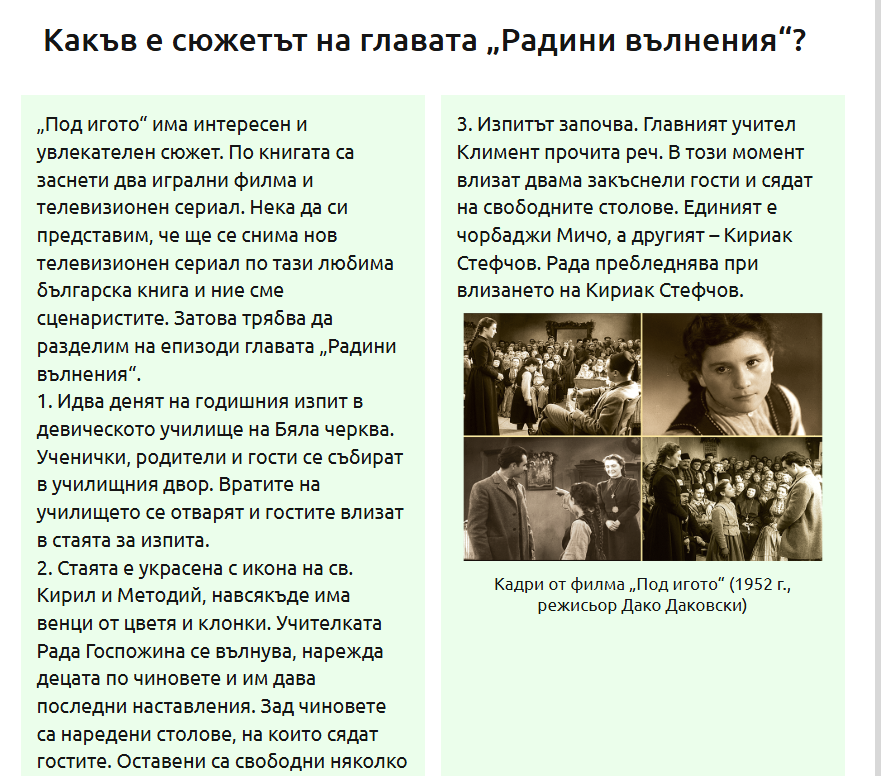 Какъв е сюжетът на главата „Радини вълнения“?
„Под игото“ има интересен и
увлекателен сюжет. По книгата са
заснети два игрални филма и
телевизионен сериал. Нека да си
представим, че ще се снима нов
телевизионен сериал по тази любима
българска книга и ние сме
сценаристите. Затова трябва да
разделим на епизоди главата „Радини
вълнения“.
1. Идва денят на годишния изпит в
девическото училище на Бяла черква.
Ученички, родители и гости се събират
в училищния двор. Вратите на
училището се отварят и гостите влизат
в стаята за изпита.
2. Стаята е украсена с икона на св.
Кирил и Методий, навсякъде има
венци от цветя и клонки. Учителката
Рада Госпожина се вълнува, нарежда
децата по чиновете и им дава
последни наставления. Зад чиновете
са наредени столове, на които сядат
гостите. Оставени са свободни няколко
3. Изпитът започва. Главният учител
Климент прочита реч. В този момент
влизат двама закъснели гости и сядат
на свободните столове. Единият е
чорбаджи Мичо, а другият – Кириак
Стефчов. Рада пребледнява при
влизането на Кириак Стефчов.
Кадри от филма „Под игото“ (1952 г.,
режисьор Дако Даковски)